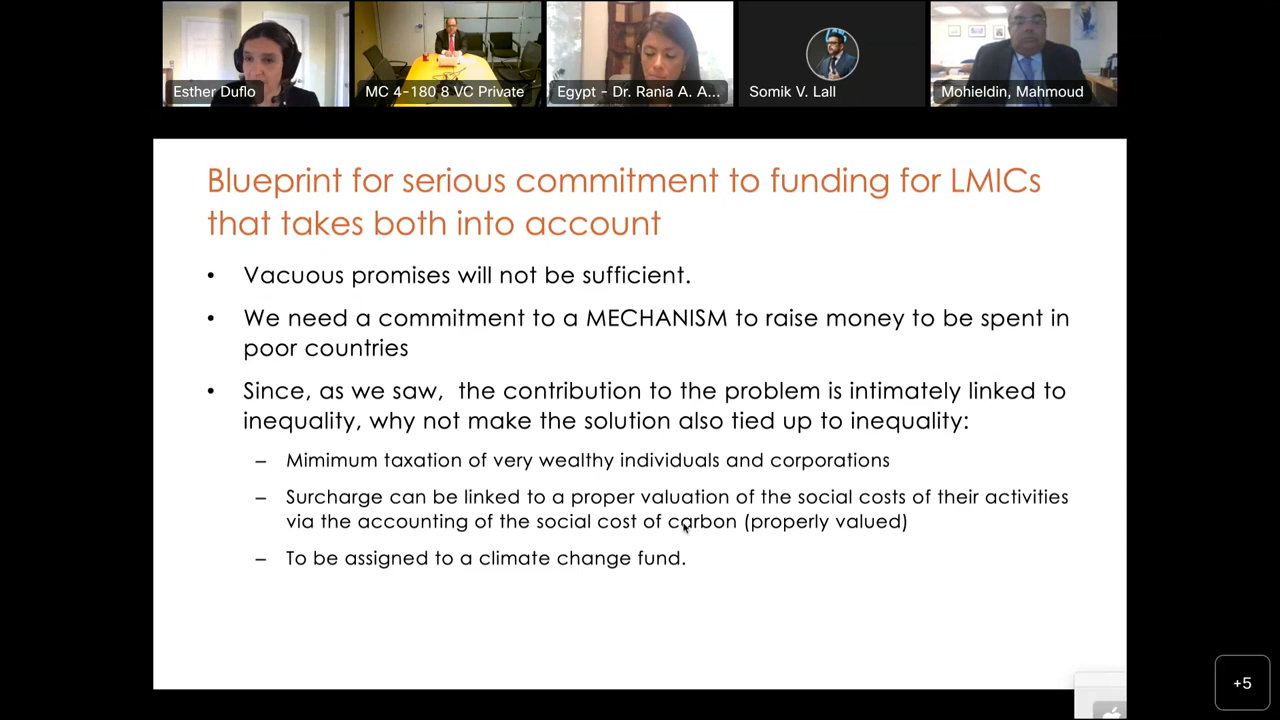 Esther Duflo
MC 4-180 8 VC Private
Egypt - Dr. Rania A. A...
Somik V. Lall
Mohieldin, Mahmoud
Blueprint for serious commitment to funding for LMICs
that takes both into account
• Vacuous promises will not be sufficient.
• We need a commitment to a MECHANISM to raise money to be spent in
poor countries
• Since, as we saw, the contribution to the problem is intimately linked to
inequality, why not make the solution also tied up to inequality:
– Mimimum taxation of very wealthy individuals and corporations
– Surcharge can be linked to a proper valuation of the social costs of their activities
via the accounting of the social cost of carbon (properly valued)
– To be assigned to a climate change fund.
+5